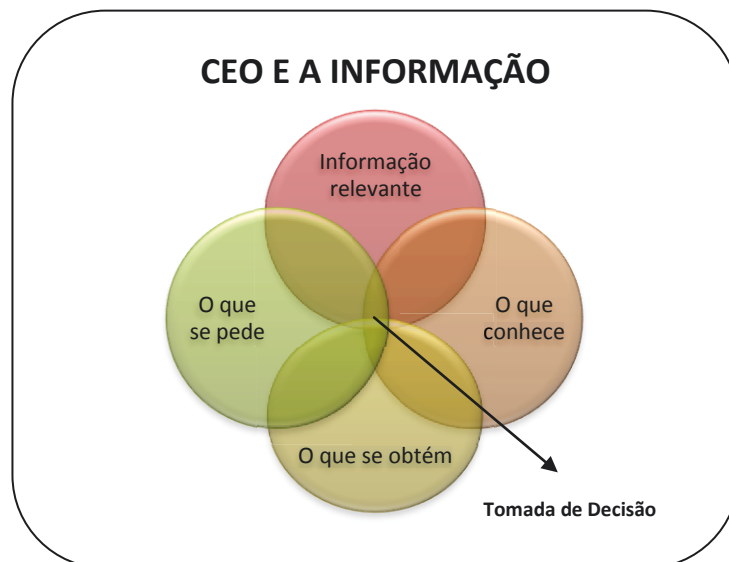 CEO E A INFORMAÇÃO
Informação
relevante
O que
se pede
O que
conhece
O que se obtém
Tomada de Decisão